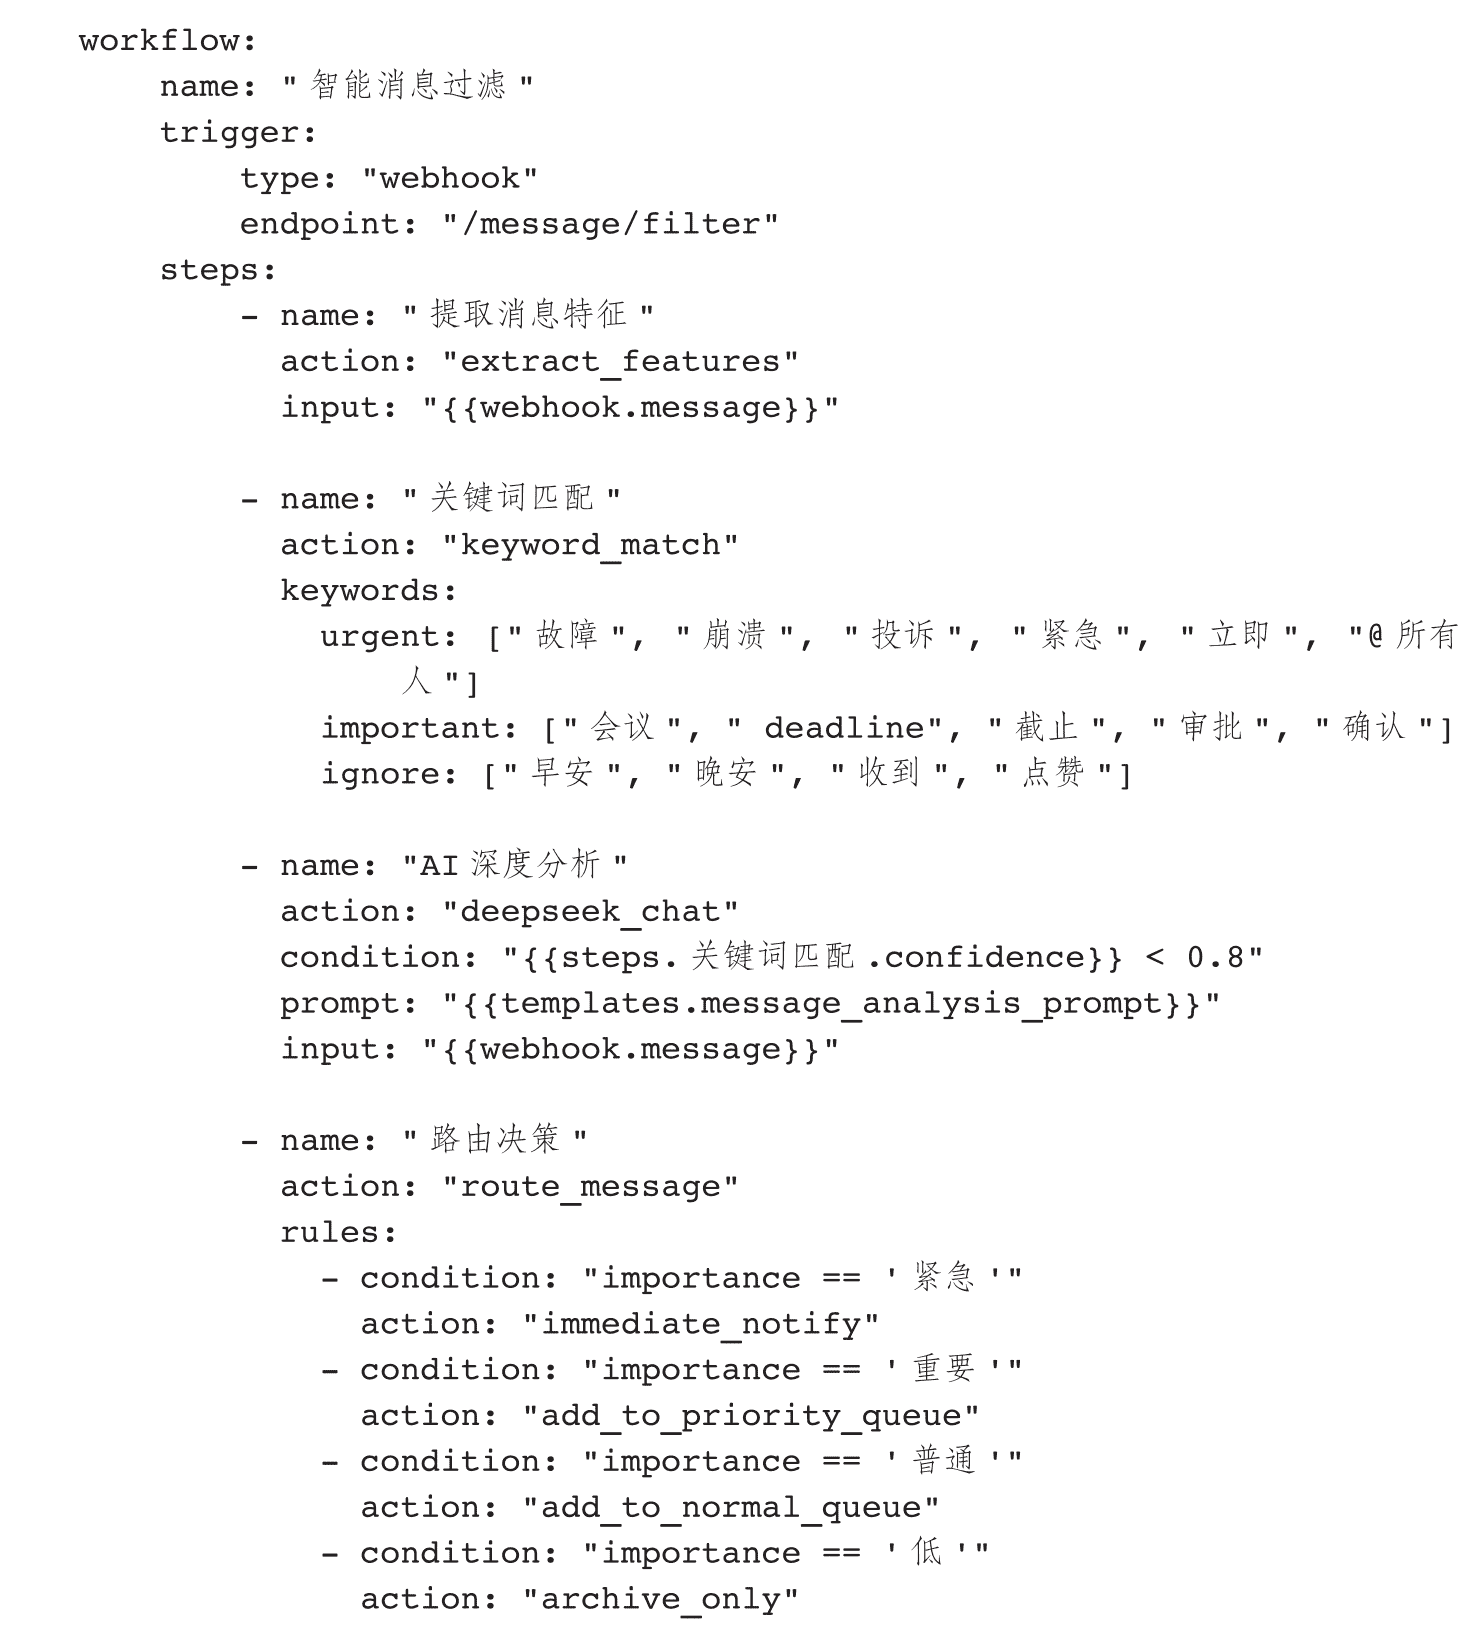 workflow:
    name: "智能消息过滤"
    trigger:
        type: "webhook"
        endpoint: "/message/filter"
    steps:
        - name: "提取消息特征"
          action: "extract_features"
          input: "{{webhook.message}}"

        - name: "关键词匹配"
          action: "keyword_match"
          keywords:
            urgent: ["故障", "崩溃", "投诉", "紧急", "立即", "@所有
                人"]
            important: ["会议", " deadline", "截止", "审批", "确认"]
            ignore: ["早安", "晚安", "收到", "点赞"]

        - name: "AI深度分析"
          action: "deepseek_chat"
          condition: "{{steps.关键词匹配.confidence}} < 0.8"
          prompt: "{{templates.message_analysis_prompt}}"
          input: "{{webhook.message}}"

        - name: "路由决策"
          action: "route_message"
          rules:
            - condition: "importance == '紧急'"
              action: "immediate_notify"
            - condition: "importance == '重要'"
              action: "add_to_priority_queue"
            - condition: "importance == '普通'"
              action: "add_to_normal_queue"
            - condition: "importance == '低'"
              action: "archive_only"